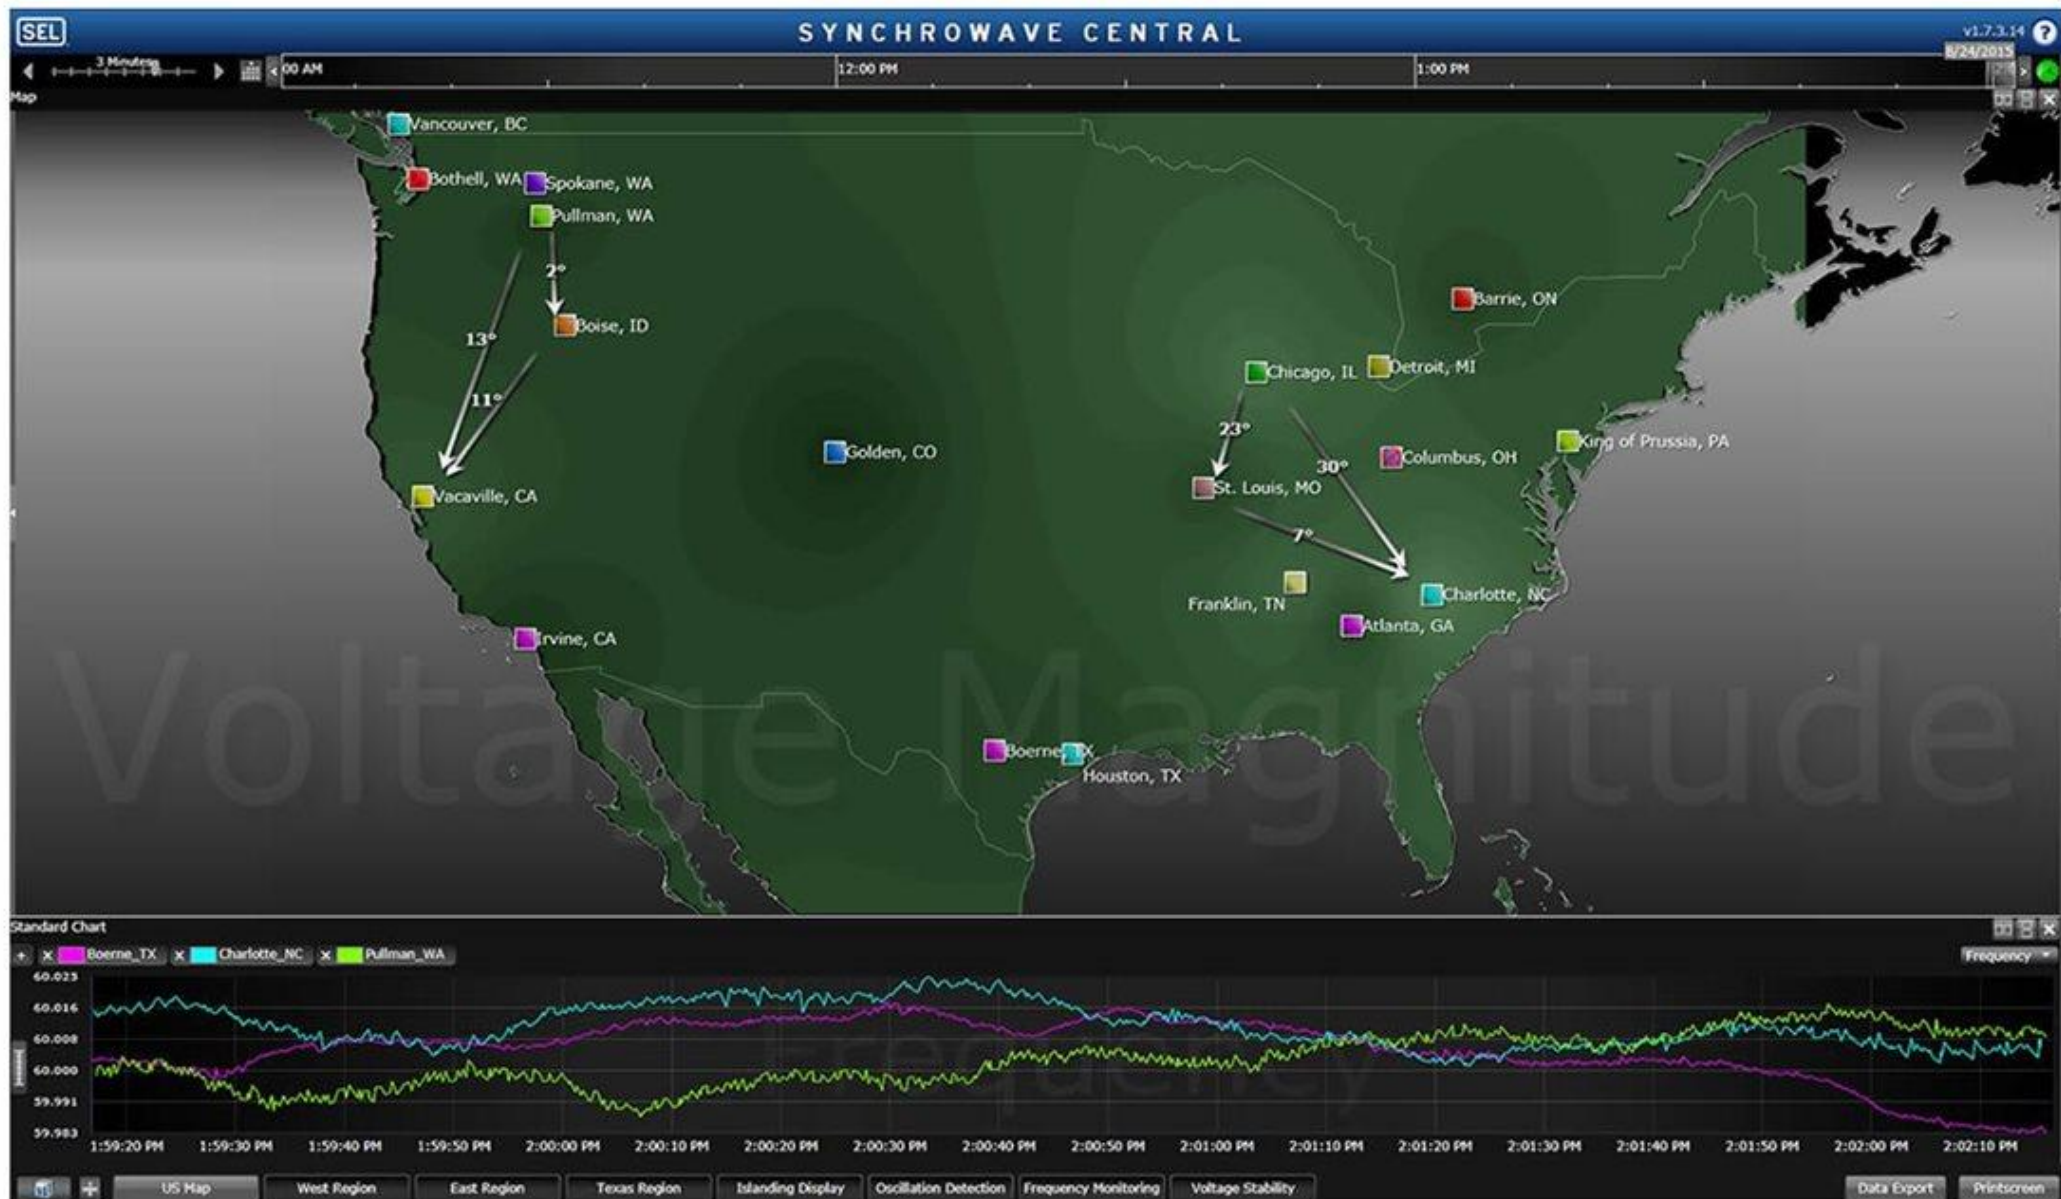 SEL
SYNCHROWAVE CENTRAL
v1.7.3.14 ?
8/24/2015
3 Minutes
00 AM 12:00 PM 1:00 PM
Map
Vancouver, BC
Bothell, WA
Spokane, WA
Pullman, WA
2°
Barrie, ON
Boise, ID
13°
Chicago, IL
Detroit, MI
11°
23°
King of Prussia, PA
Golden, CO
Columbus, OH
30°
St. Louis, MO
Vacaville, CA
7°
Franklin, TN
Charlotte, NC
Atlanta, GA
Irvine, CA
Voltage Magnitude
Boerne, TX
Houston, TX
Standard Chart
Boerne_TX Charlotte_NC Pullman_WA
Frequency
60.023
60.016
60.008
60.000
59.991
59.983
Frequency
1:59:20 PM 1:59:30 PM 1:59:40 PM 1:59:50 PM 2:00:00 PM 2:00:10 PM 2:00:20 PM 2:00:30 PM 2:00:40 PM 2:00:50 PM 2:01:00 PM 2:01:10 PM 2:01:20 PM 2:01:30 PM 2:01:40 PM 2:01:50 PM 2:02:00 PM 2:02:10 PM
US Map West Region East Region Texas Region Islanding Display Oscillation Detection Frequency Monitoring Voltage Stability Data Export Printscreen